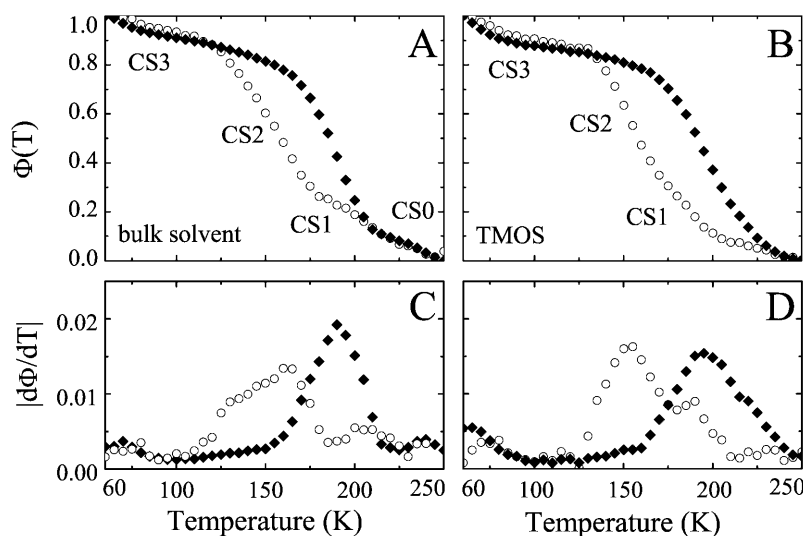 A
B
1.0
0.8
0.6
0.4
0.2
0.0
Φ(T)
CS3
CS2
CS1
CS0
bulk solvent
CS3
CS2
CS1
TMOS
C
D
0.02
0.01
0.00
|dΦ/dT|
60 100 150 200 250
60 100 150 200 250
Temperature (K)
Temperature (K)